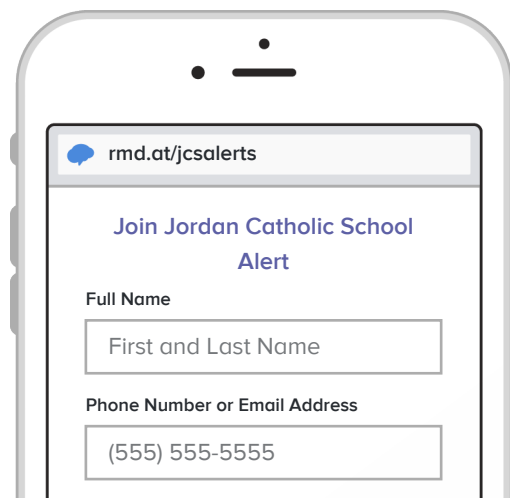 rmd.at/jcsalerts
Join Jordan Catholic School
Alert
Full Name
First and Last Name
Phone Number or Email Address
(555) 555-5555